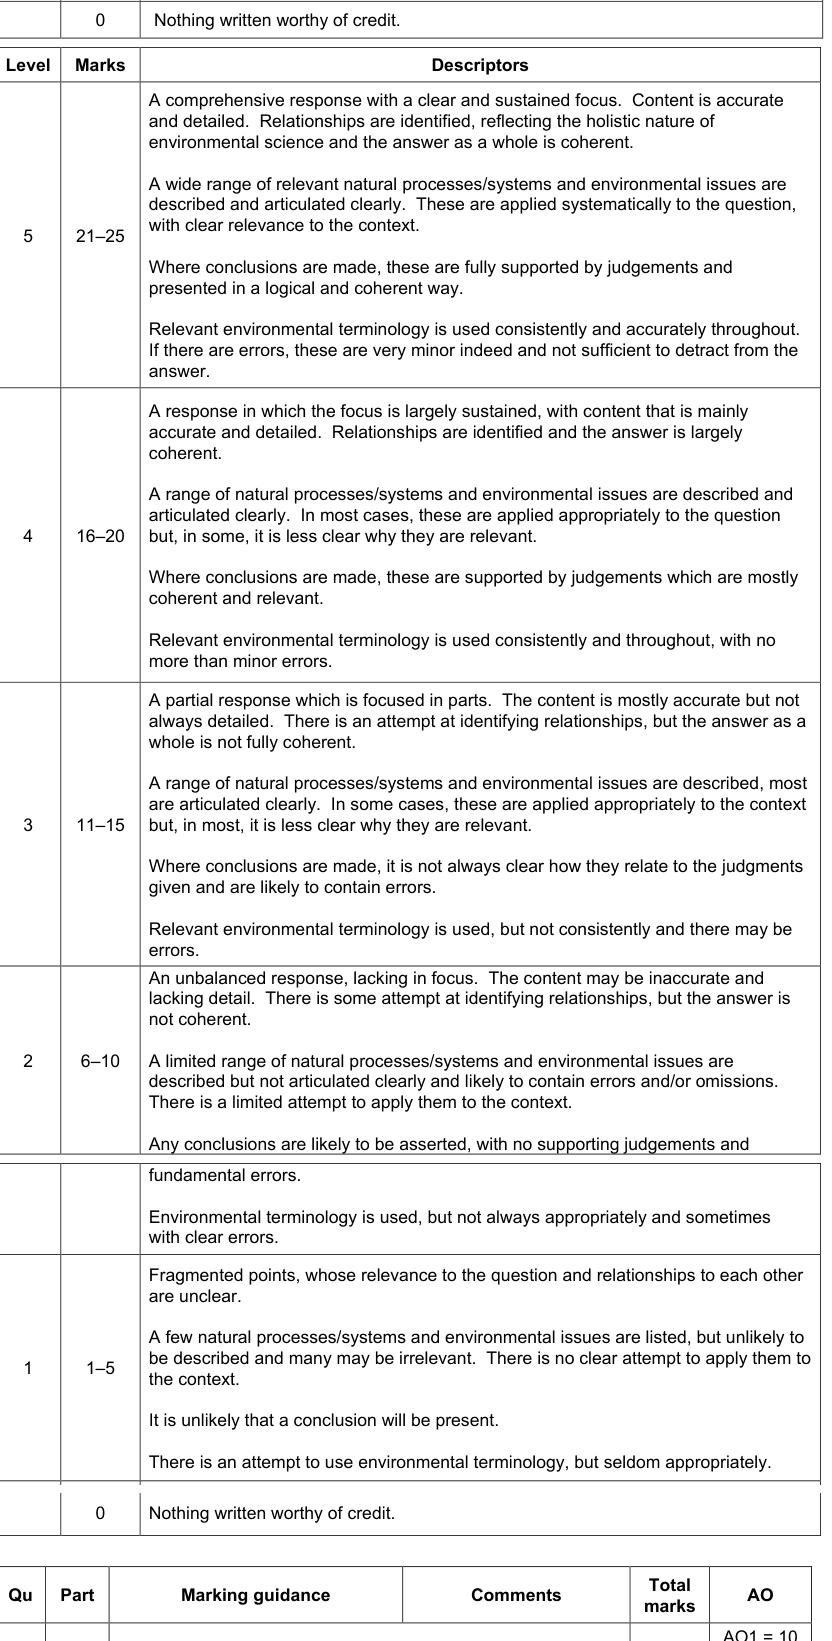 0 Nothing written worthy of credit.
Level Marks Descriptors
A comprehensive response with a clear and sustained focus. Content is accurate
and detailed. Relationships are identified, reflecting the holistic nature of
environmental science and the answer as a whole is coherent.
A wide range of relevant natural processes/systems and environmental issues are
described and articulated clearly. These are applied systematically to the question,
with clear relevance to the context.
5 21–25
Where conclusions are made, these are fully supported by judgements and
presented in a logical and coherent way.
Relevant environmental terminology is used consistently and accurately throughout.
If there are errors, these are very minor indeed and not sufficient to detract from the
answer.
A response in which the focus is largely sustained, with content that is mainly
accurate and detailed. Relationships are identified and the answer is largely
coherent.
A range of natural processes/systems and environmental issues are described and
articulated clearly. In most cases, these are applied appropriately to the question
4 16–20 but, in some, it is less clear why they are relevant.
Where conclusions are made, these are supported by judgements which are mostly
coherent and relevant.
Relevant environmental terminology is used consistently and throughout, with no
more than minor errors.
A partial response which is focused in parts. The content is mostly accurate but not
always detailed. There is an attempt at identifying relationships, but the answer as a
whole is not fully coherent.
A range of natural processes/systems and environmental issues are described, most
are articulated clearly. In some cases, these are applied appropriately to the context
3 11–15 but, in most, it is less clear why they are relevant.
Where conclusions are made, it is not always clear how they relate to the judgments
given and are likely to contain errors.
Relevant environmental terminology is used, but not consistently and there may be
errors.
An unbalanced response, lacking in focus. The content may be inaccurate and
lacking detail. There is some attempt at identifying relationships, but the answer is
not coherent.
2 6–10 A limited range of natural processes/systems and environmental issues are
described but not articulated clearly and likely to contain errors and/or omissions.
There is a limited attempt to apply them to the context.
Any conclusions are likely to be asserted, with no supporting judgements and
fundamental errors.
Environmental terminology is used, but not always appropriately and sometimes
with clear errors.
Fragmented points, whose relevance to the question and relationships to each other
are unclear.
A few natural processes/systems and environmental issues are listed, but unlikely to
be described and many may be irrelevant. There is no clear attempt to apply them to
1 1–5 the context.
It is unlikely that a conclusion will be present.
There is an attempt to use environmental terminology, but seldom appropriately.
0 Nothing written worthy of credit.
Qu Part Marking guidance Comments Total marks AO
AO1 = 10